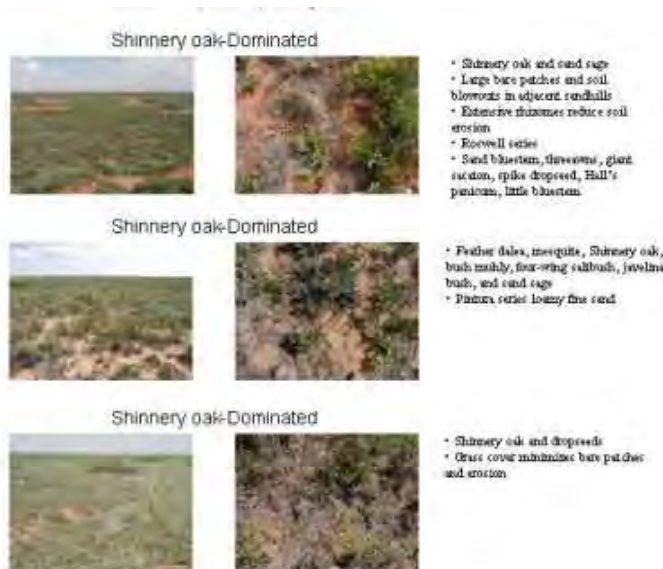 Shinnery oak-Dominated
• Shinnery oak and sand sage
• Large bare patches and soil
blowouts in adjacent sandhills
• Extensive rhizomes reduce soil
erosion
• Roswell series
• Sand bluestem, threeawns, giant
sacaton, spike dropseed, Hall's
panicum, little bluestem
Shinnery oak-Dominated
• Feather dalea, mesquite, Shinnery oak,
bush muhly, four-wing saltbush, javelina
bush, and sand sage
• Pintura series loamy fine sand
Shinnery oak-Dominated
• Shinnery oak and dropseeds
• Grass cover minimizes bare patches
and erosion